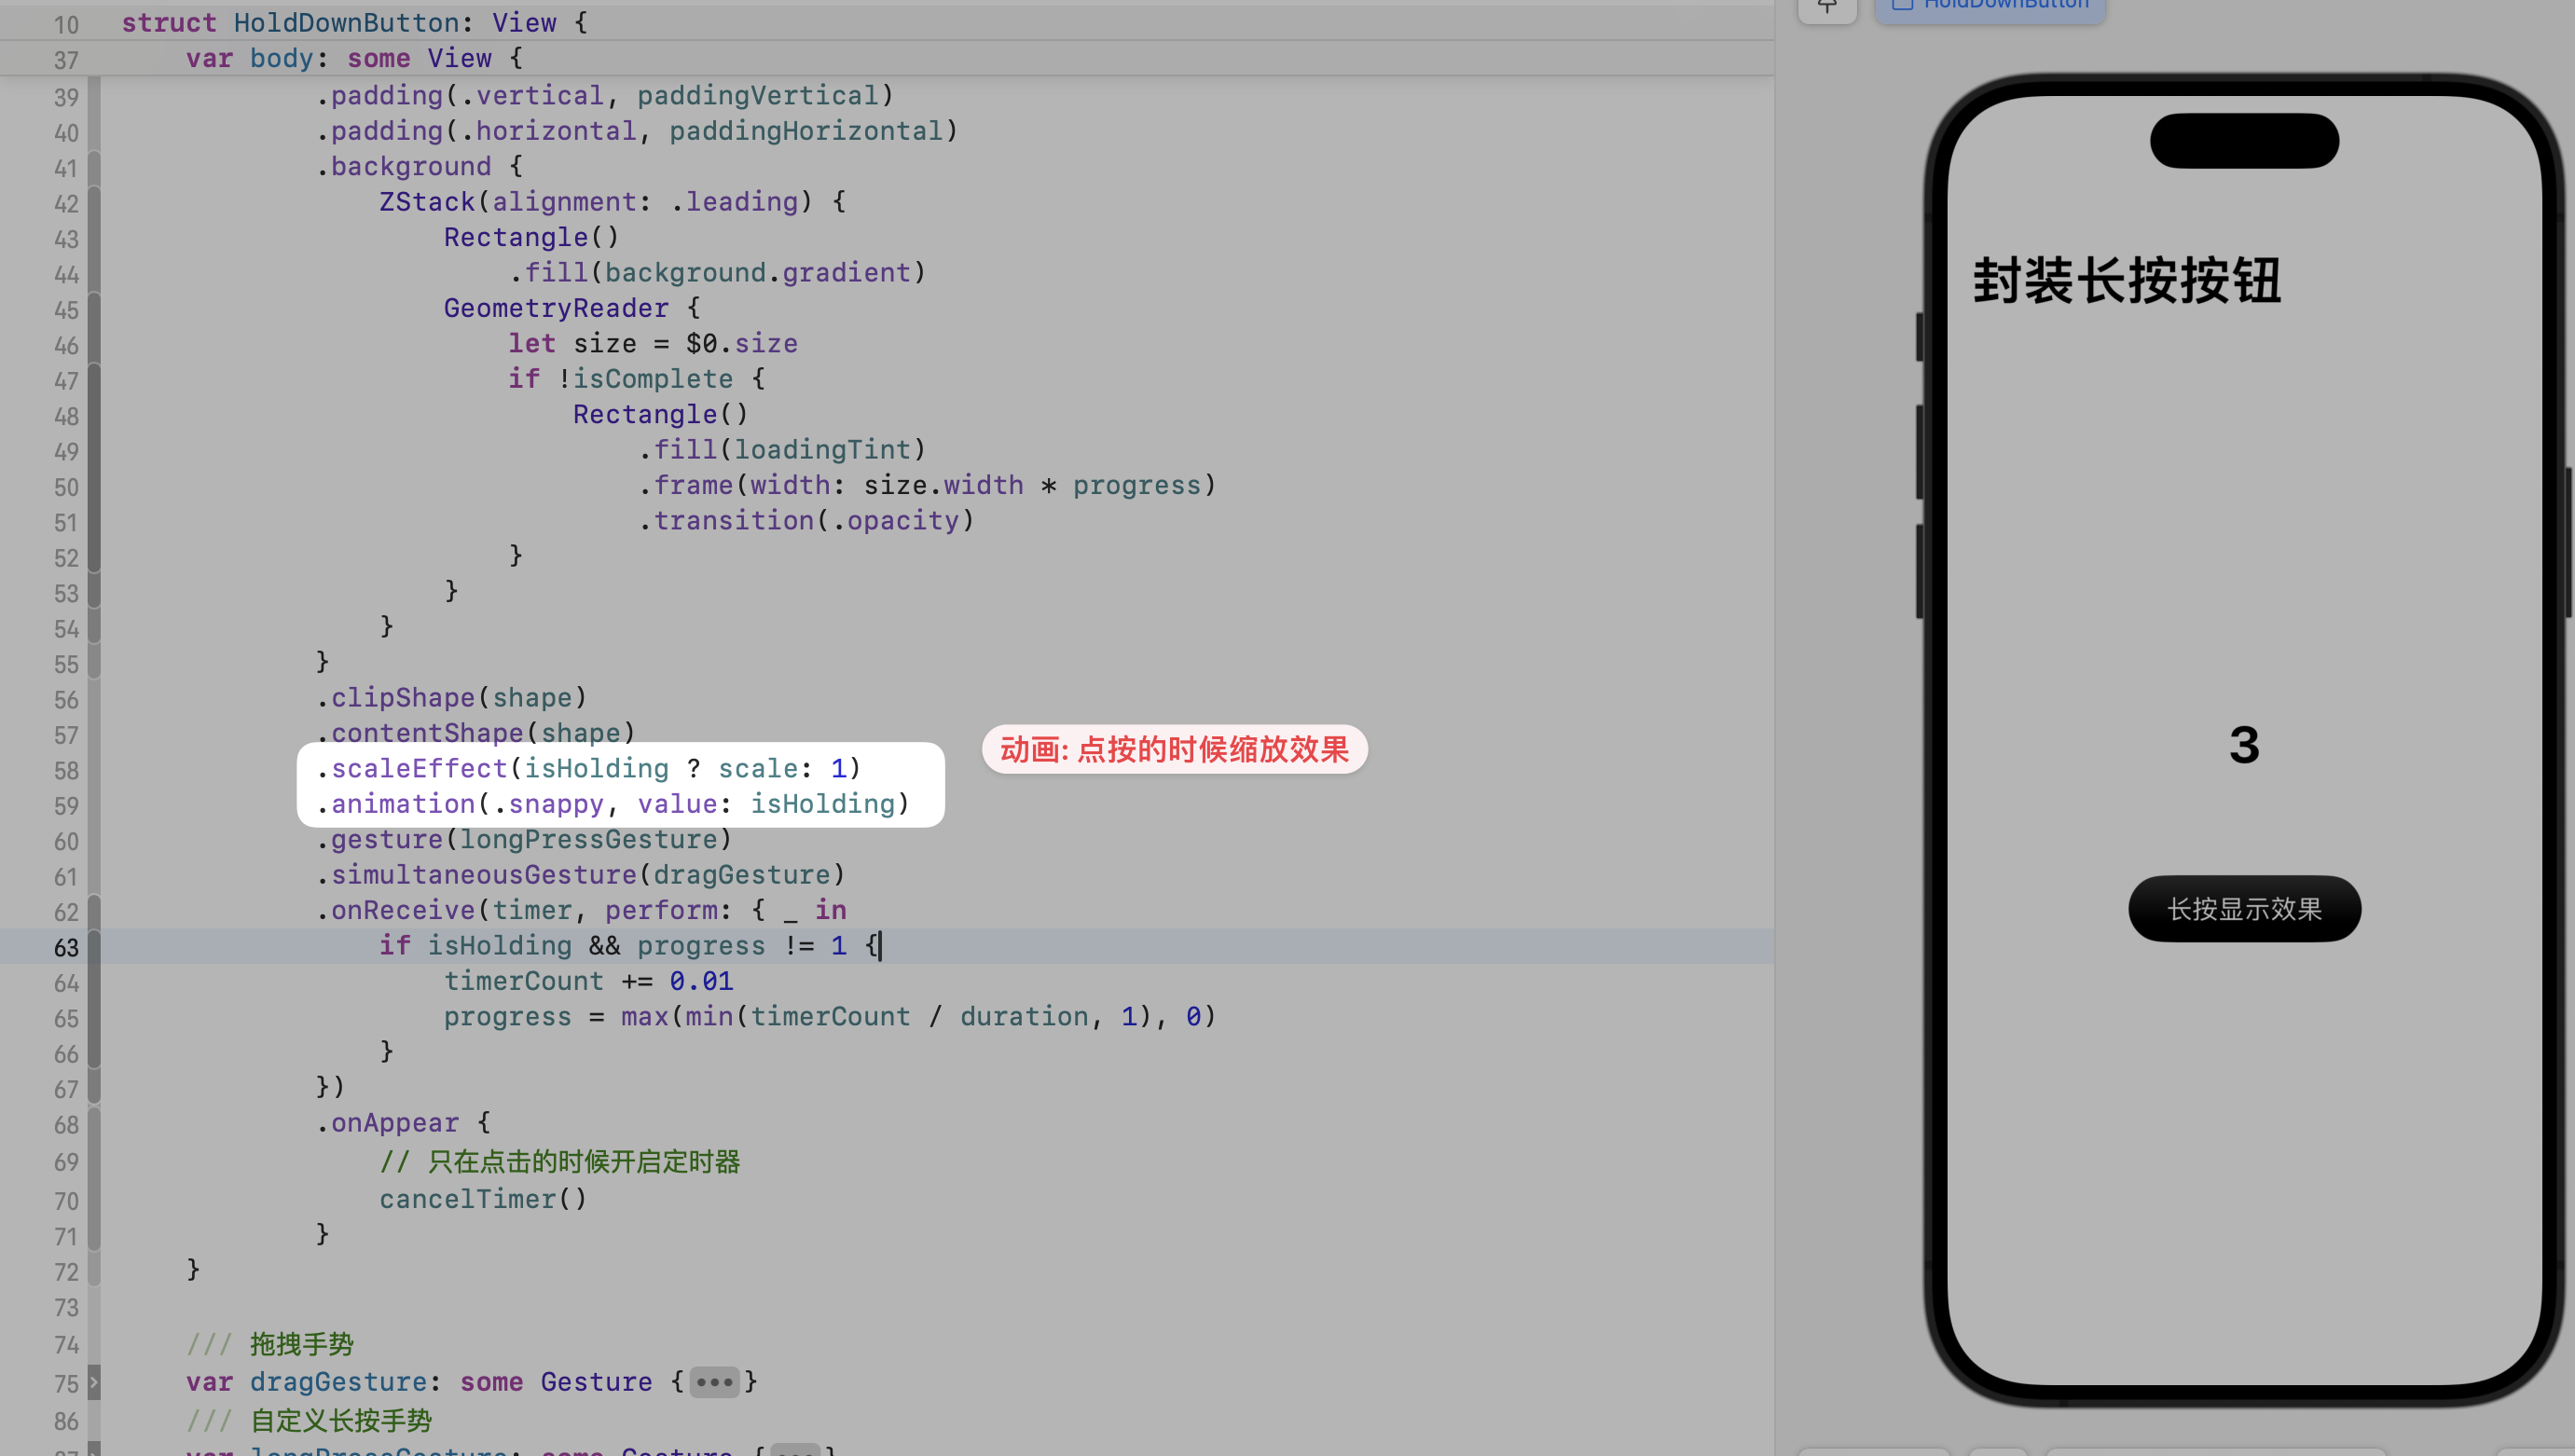 10 struct HoldDownButton: View {
37 var body: some View {
39 .padding(.vertical, paddingVertical)
40 .padding(.horizontal, paddingHorizontal)
41 .background {
42 ZStack(alignment: .leading) {
43 Rectangle()
44 .fill(background.gradient)
45 GeometryReader {
46 let size = $0.size
47 if !isComplete {
48 Rectangle()
49 .fill(loadingTint)
50 .frame(width: size.width * progress)
51 .transition(.opacity)
52 }
53 }
54 }
55 }
56 .clipShape(shape)
57 .contentShape(shape)
58 .scaleEffect(isHolding ? scale: 1)
59 .animation(.snappy, value: isHolding)
60 .gesture(longPressGesture)
61 .simultaneousGesture(dragGesture)
62 .onReceive(timer, perform: { _ in
63 if isHolding && progress != 1 {
64 timerCount += 0.01
65 progress = max(min(timerCount / duration, 1), 0)
66 }
67 })
68 .onAppear {
69 // 只在点击的时候开启定时器
70 cancelTimer()
71 }
72 }
73
74 /// 拖拽手势
75 var dragGesture: some Gesture {•••}
86 /// 自定义长按手势
87 var longPressGesture: some Gesture {•••}
动画: 点按的时候缩放效果
HoldDownButton
封装长按按钮
3
长按显示效果